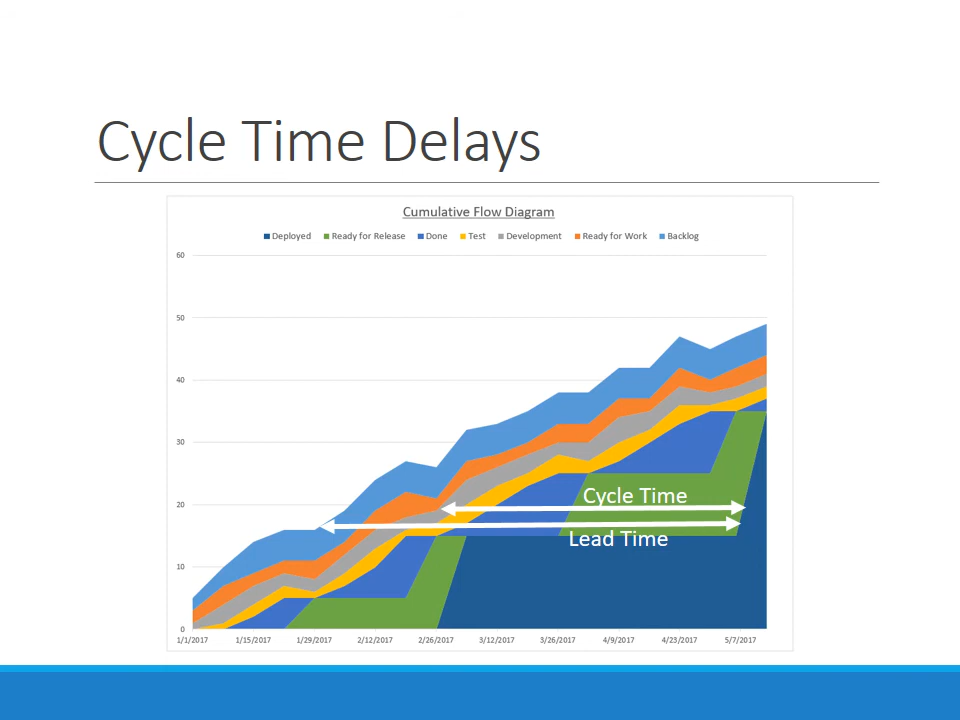 Cycle Time Delays
Cumulative Flow Diagram
Deployed Ready for Release Done Test Development Ready for Work Backlog
60
50
40
30
20
10
0
Cycle Time
Lead Time
1/1/2017 1/15/2017 1/29/2017 2/12/2017 2/26/2017 3/12/2017 3/26/2017 4/9/2017 4/23/2017 5/7/2017